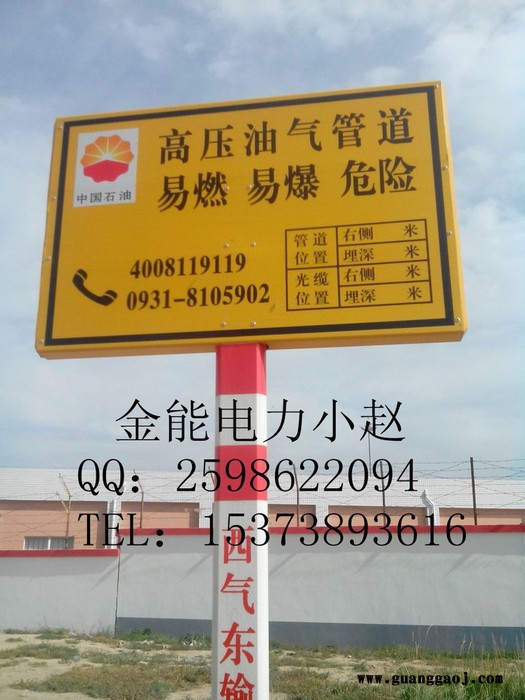 高压油气管道
易燃 易爆 危险
中国石油
管道位置 右侧 米
埋深 米
光缆位置 右侧 米
埋深 米
4008119119
0931-8105902
金能电力小赵
QQ：2598622094
TEL：15373893616
西气东输
www.guanggaoj.com